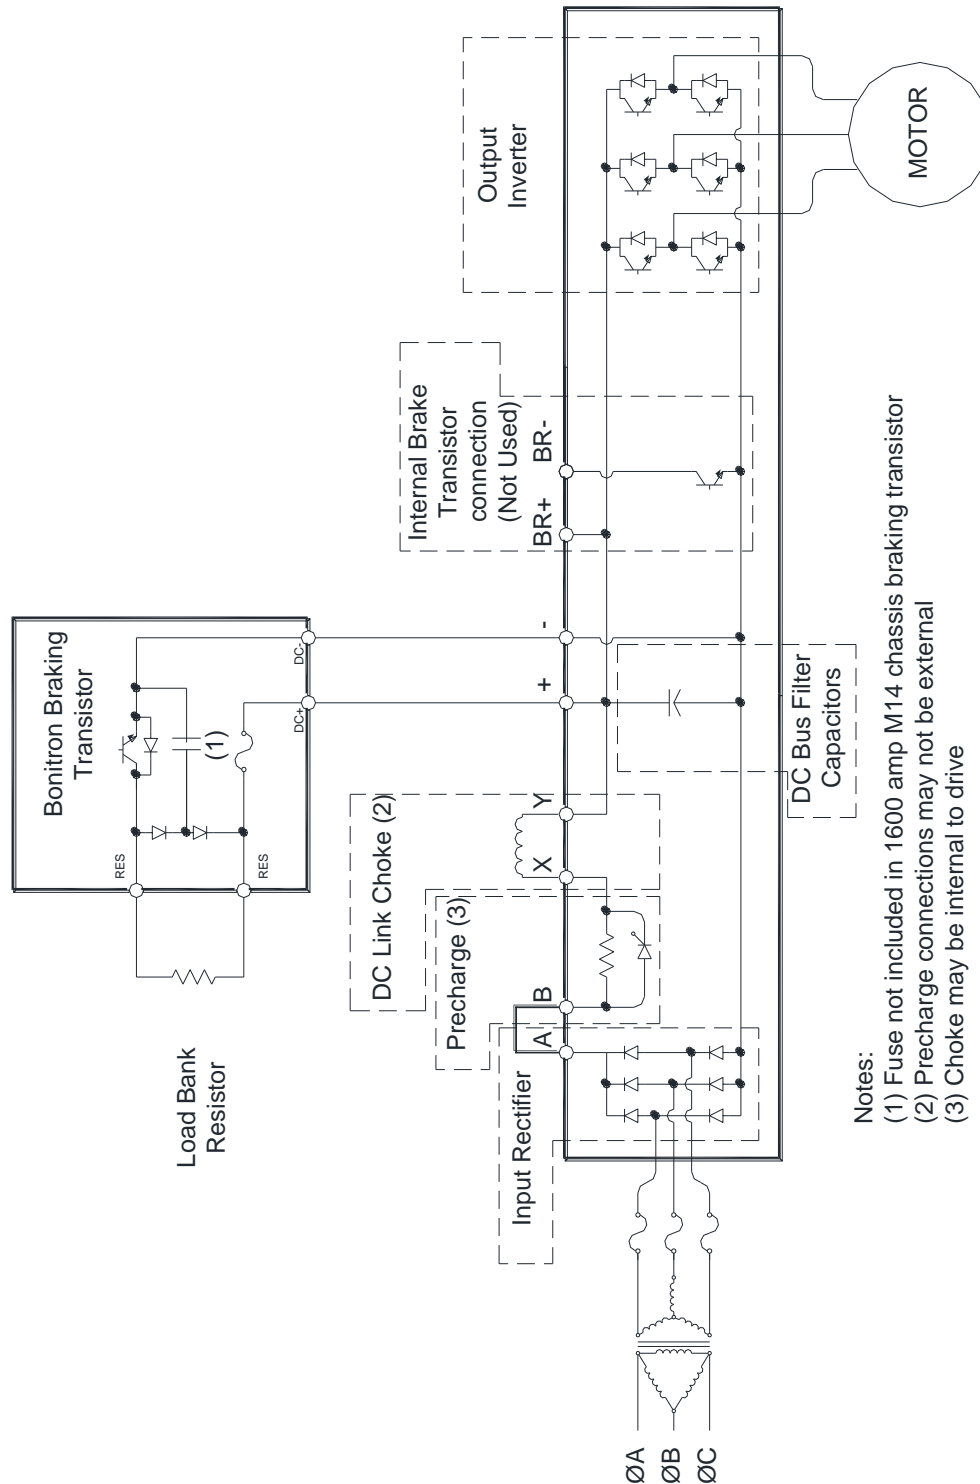 Bonitron Braking
Transistor
DC-
DC+
(1)
RES
RES
Load Bank
Resistor
Output
Inverter
Internal Brake
Transistor
connection
(Not Used)
BR-
BR+
-
+
DC Link Choke (2)
Y
X
Precharge (3)
B
A
Input Rectifier
DC Bus Filter
Capacitors
MOTOR
ØA
ØB
ØC
Notes:
(1) Fuse not included in 1600 amp M14 chassis braking transistor
(2) Precharge connections may not be external
(3) Choke may be internal to drive